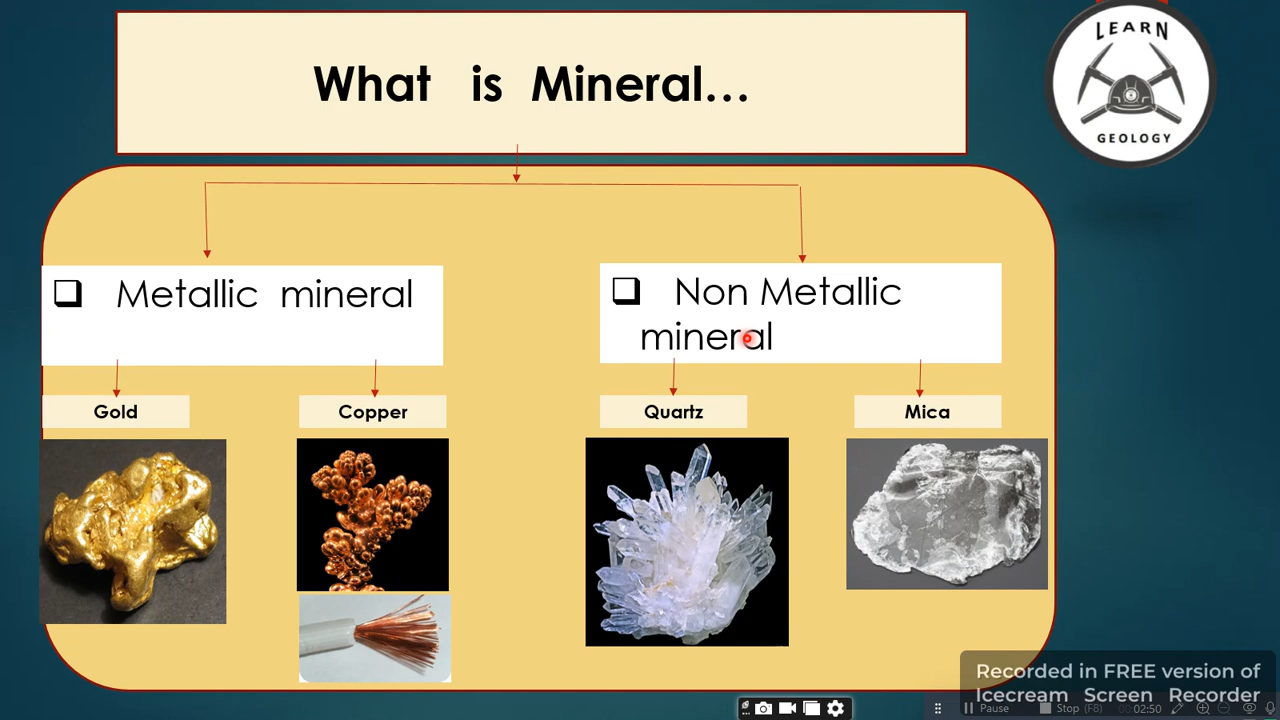 What is Mineral...
LEARN
GEOLOGY
❑ Metallic mineral
❑ Non Metallic
mineral
Gold
Copper
Quartz
Mica
Recorded in FREE version of
Icecream Screen Recorder
Pause
Stop (F8)
00:02:50